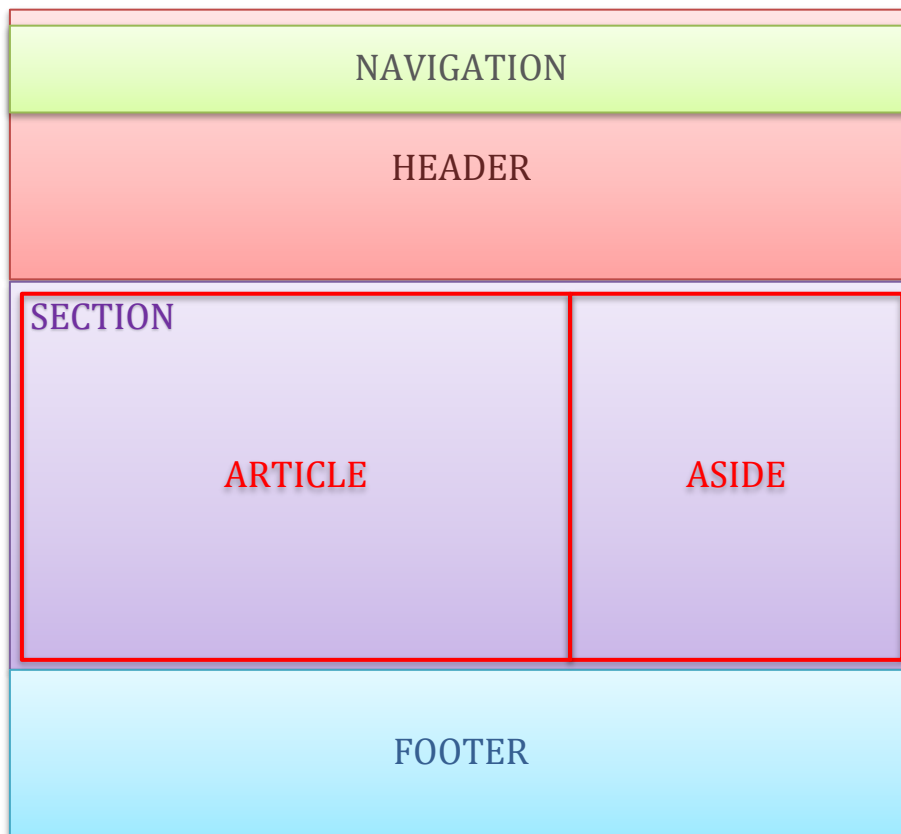 NAVIGATION
HEADER
SECTION
ARTICLE
ASIDE
FOOTER